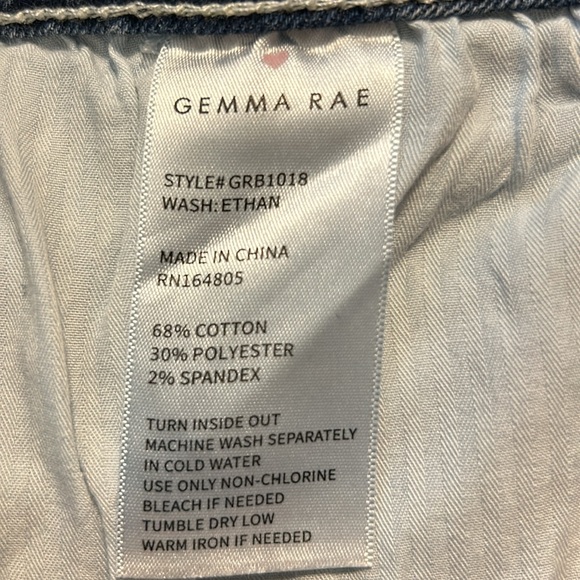 GEMMA RAE
STYLE# GRB1018
WASH: ETHAN
MADE IN CHINA
RN164805
68% COTTON
30% POLYESTER
2% SPANDEX
TURN INSIDE OUT
MACHINE WASH SEPARATELY
IN COLD WATER
USE ONLY NON-CHLORINE
BLEACH IF NEEDED
TUMBLE DRY LOW
WARM IRON IF NEEDED